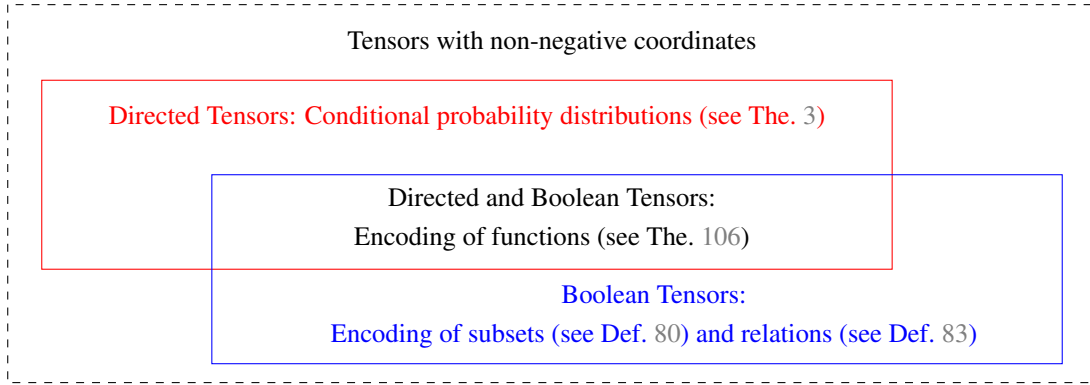 Tensors with non-negative coordinates
Directed Tensors: Conditional probability distributions (see The. 3)
Directed and Boolean Tensors:
Encoding of functions (see The. 106)
Boolean Tensors:
Encoding of subsets (see Def. 80) and relations (see Def. 83)